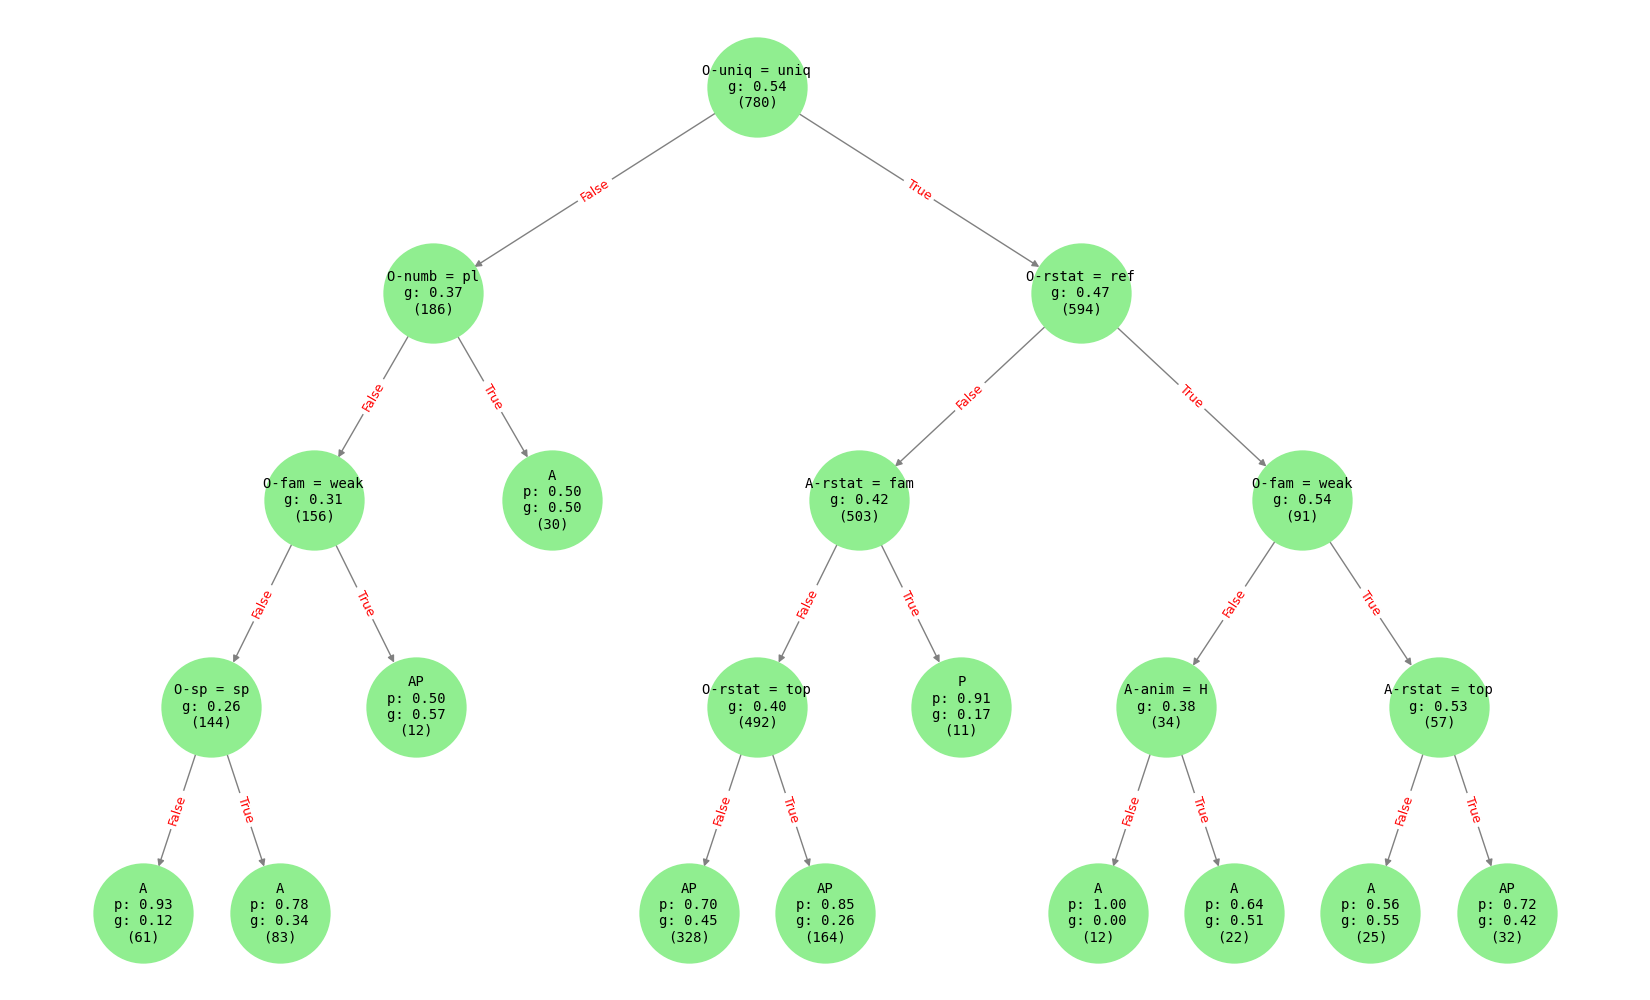 O-uniq = uniq
g: 0.54
(780)
False
True
O-numb = pl
g: 0.37
(186)
O-rstat = ref
g: 0.47
(594)
False
True
False
True
O-fam = weak
g: 0.31
(156)
A
p: 0.50
g: 0.50
(30)
A-rstat = fam
g: 0.42
(503)
O-fam = weak
g: 0.54
(91)
False
True
False
True
False
True
O-sp = sp
g: 0.26
(144)
AP
p: 0.50
g: 0.57
(12)
O-rstat = top
g: 0.40
(492)
P
p: 0.91
g: 0.17
(11)
A-anim = H
g: 0.38
(34)
A-rstat = top
g: 0.53
(57)
False
True
False
True
False
True
False
True
A
p: 0.93
g: 0.12
(61)
A
p: 0.78
g: 0.34
(83)
AP
p: 0.70
g: 0.45
(328)
AP
p: 0.85
g: 0.26
(164)
A
p: 1.00
g: 0.00
(12)
A
p: 0.64
g: 0.51
(22)
A
p: 0.56
g: 0.55
(25)
AP
p: 0.72
g: 0.42
(32)